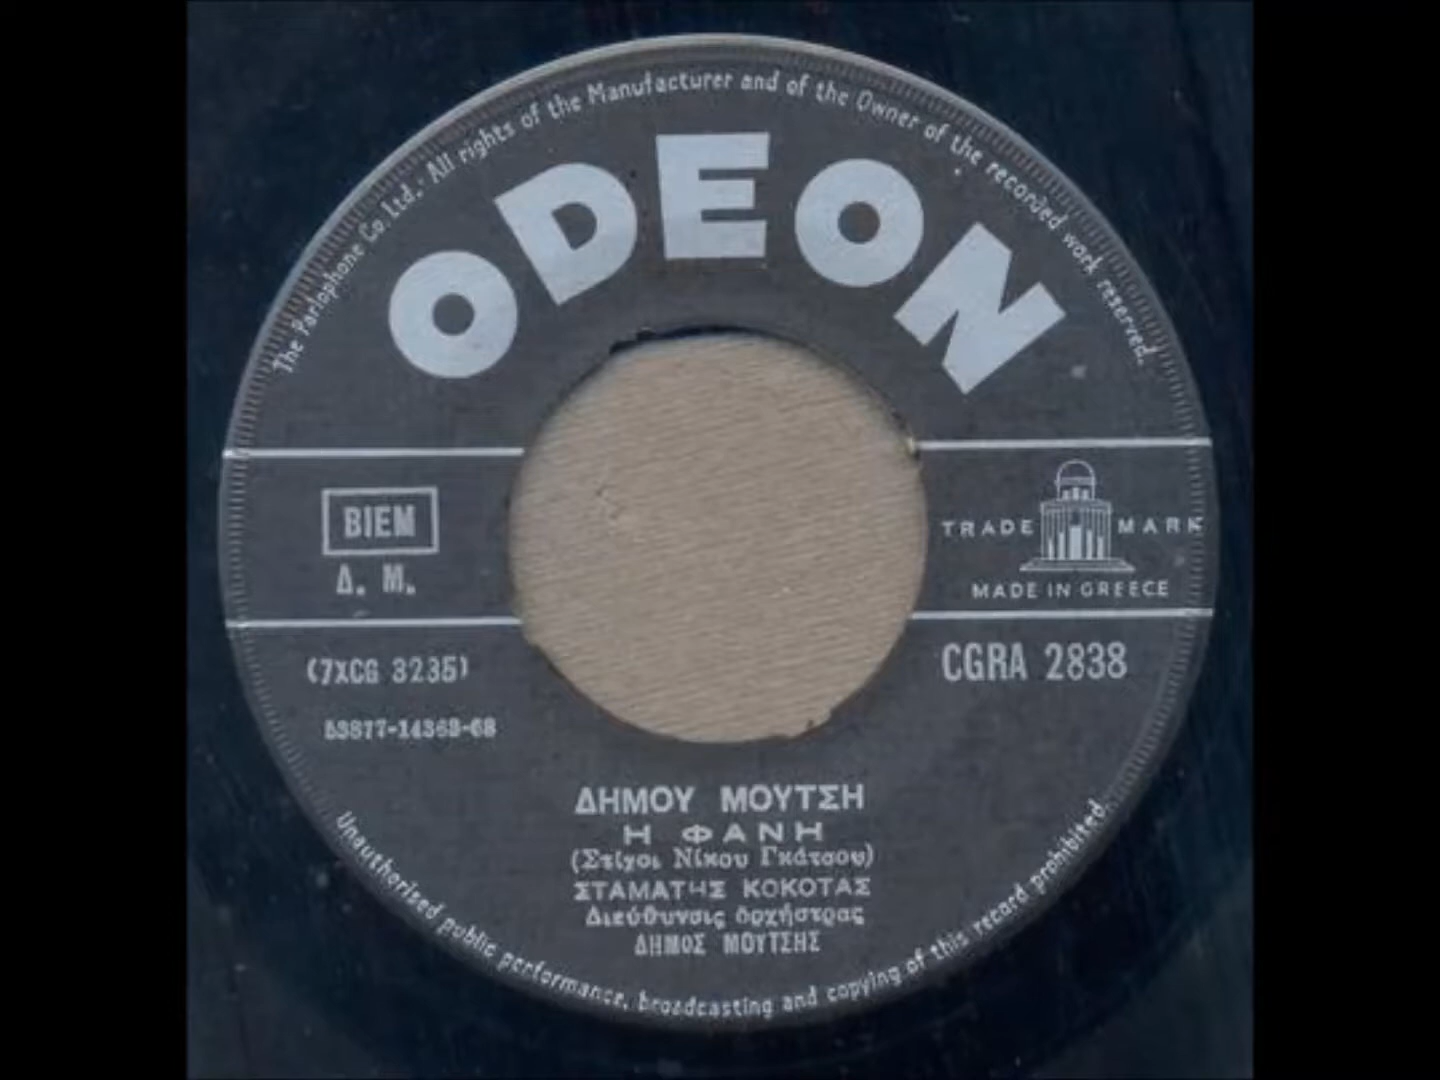 The Parlophone Co. Ltd. All rights of the Manufacturer and of the Owner of the recorded work reserved.
ODEON
BIEM
Δ. Μ.
TRADE MARK
MADE IN GREECE
(7XCG 3235)
CGRA 2838
53877-14363-68
ΔΗΜΟΥ ΜΟΥΤΣΗ
Η ΦΑΝΗ
(Στίχοι Νίκου Γκάτσου)
ΣΤΑΜΑΤΗΣ ΚΟΚΟΤΑΣ
Διεύθυνσις ὀρχήστρας
ΔΗΜΟΣ ΜΟΥΤΣΗΣ
Unauthorised public performance, broadcasting and copying of this record prohibited.